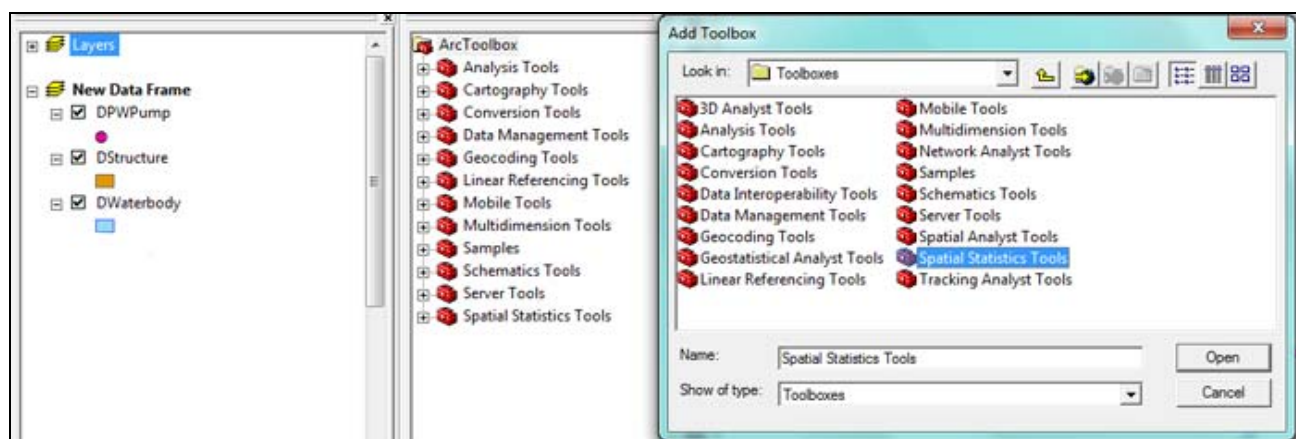 Layers
New Data Frame
DPWPump
DStructure
DWaterbody
ArcToolbox
Analysis Tools
Cartography Tools
Conversion Tools
Data Management Tools
Geocoding Tools
Linear Referencing Tools
Mobile Tools
Multidimension Tools
Samples
Schematics Tools
Server Tools
Spatial Statistics Tools
Add Toolbox
Look in: Toolboxes
3D Analyst Tools
Analysis Tools
Cartography Tools
Conversion Tools
Data Interoperability Tools
Data Management Tools
Geocoding Tools
Geostatistical Analyst Tools
Linear Referencing Tools
Mobile Tools
Multidimension Tools
Network Analyst Tools
Samples
Schematics Tools
Server Tools
Spatial Analyst Tools
Spatial Statistics Tools
Tracking Analyst Tools
Name: Spatial Statistics Tools
Open
Show of type: Toolboxes
Cancel